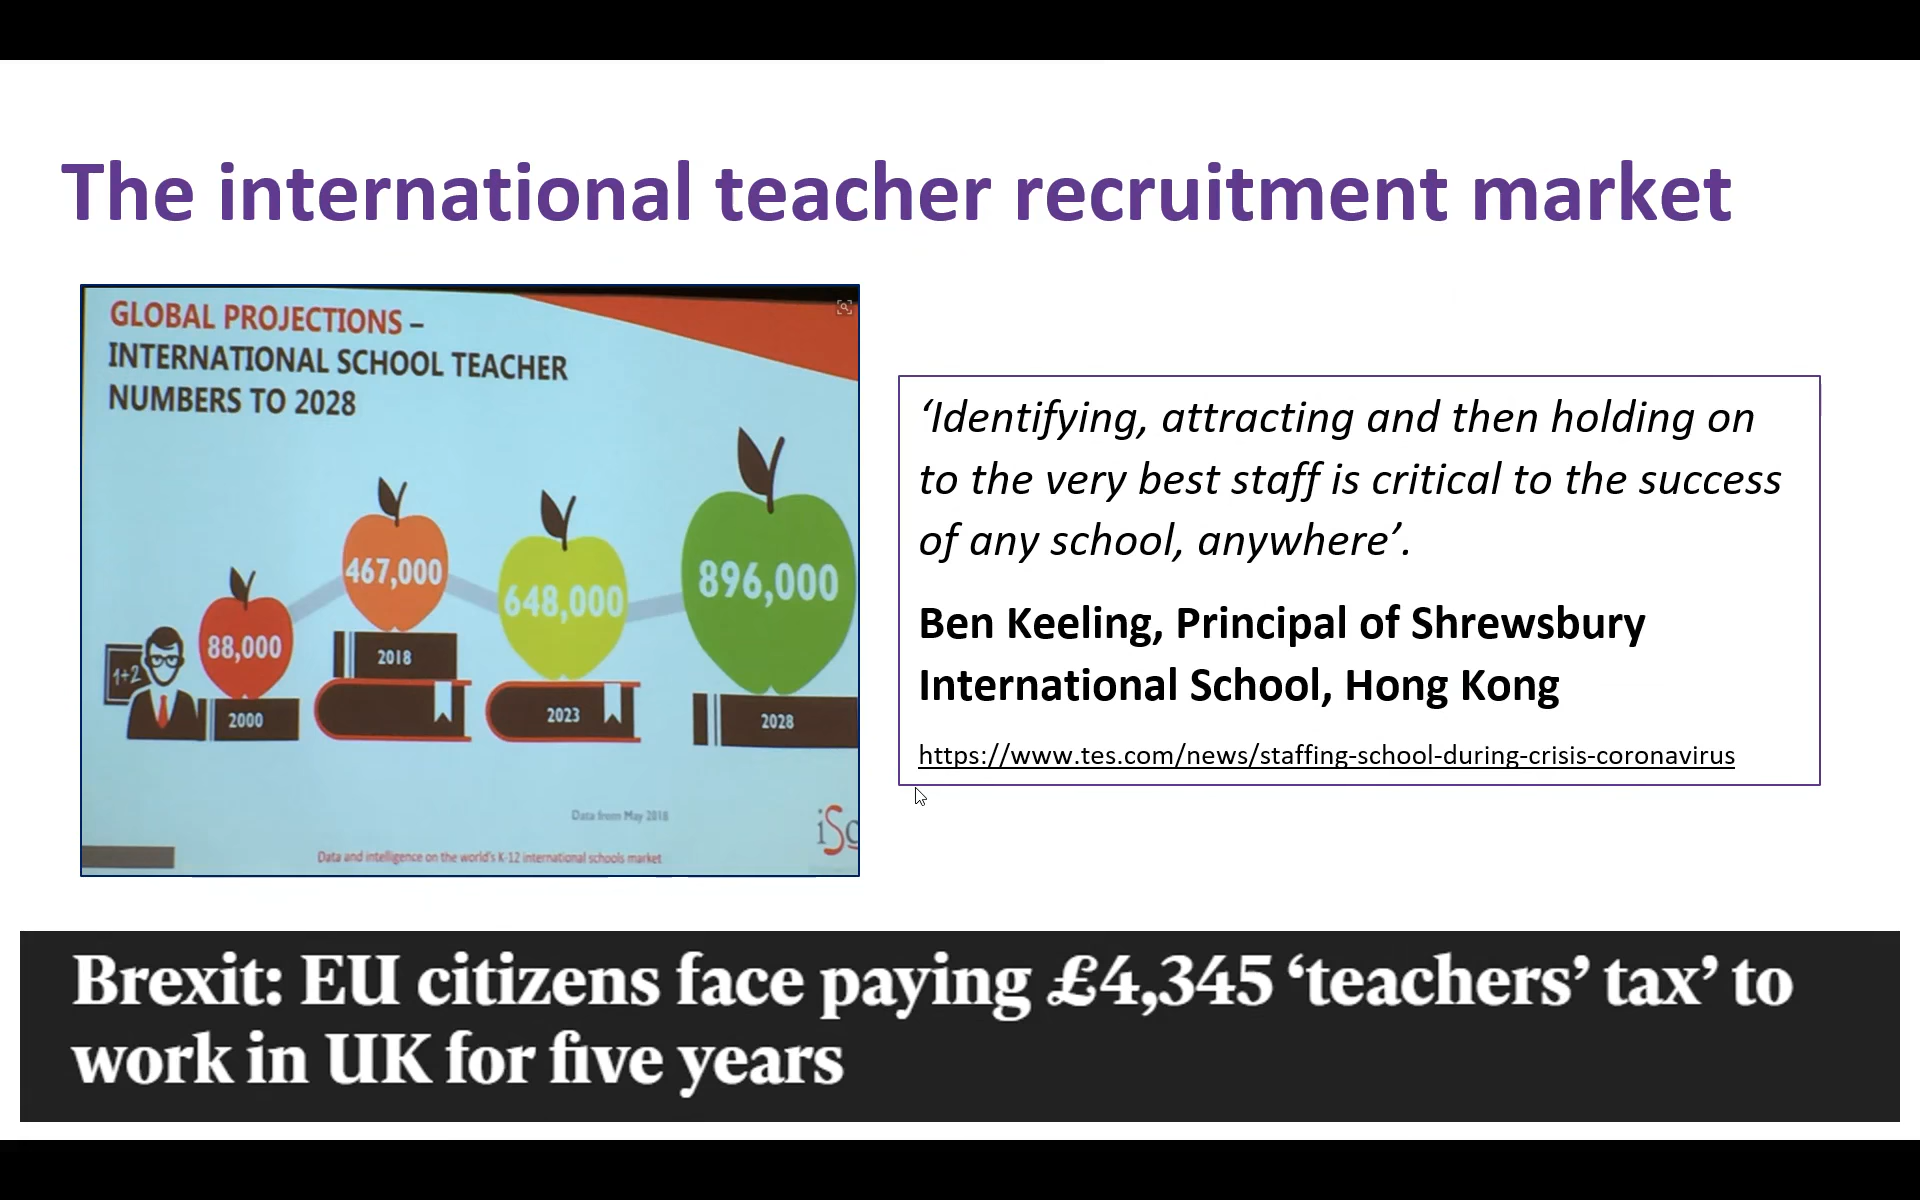 The international teacher recruitment market
GLOBAL PROJECTIONS –
INTERNATIONAL SCHOOL TEACHER
NUMBERS TO 2028
88,000
467,000
648,000
896,000
1+2
2000
2018
2023
2028
Data from May 2018
Data and intelligence on the world's K-12 international schools market
iSc
‘Identifying, attracting and then holding on
to the very best staff is critical to the success
of any school, anywhere’.
Ben Keeling, Principal of Shrewsbury
International School, Hong Kong
https://www.tes.com/news/staffing-school-during-crisis-coronavirus
Brexit: EU citizens face paying £4,345 ‘teachers’ tax’ to
work in UK for five years